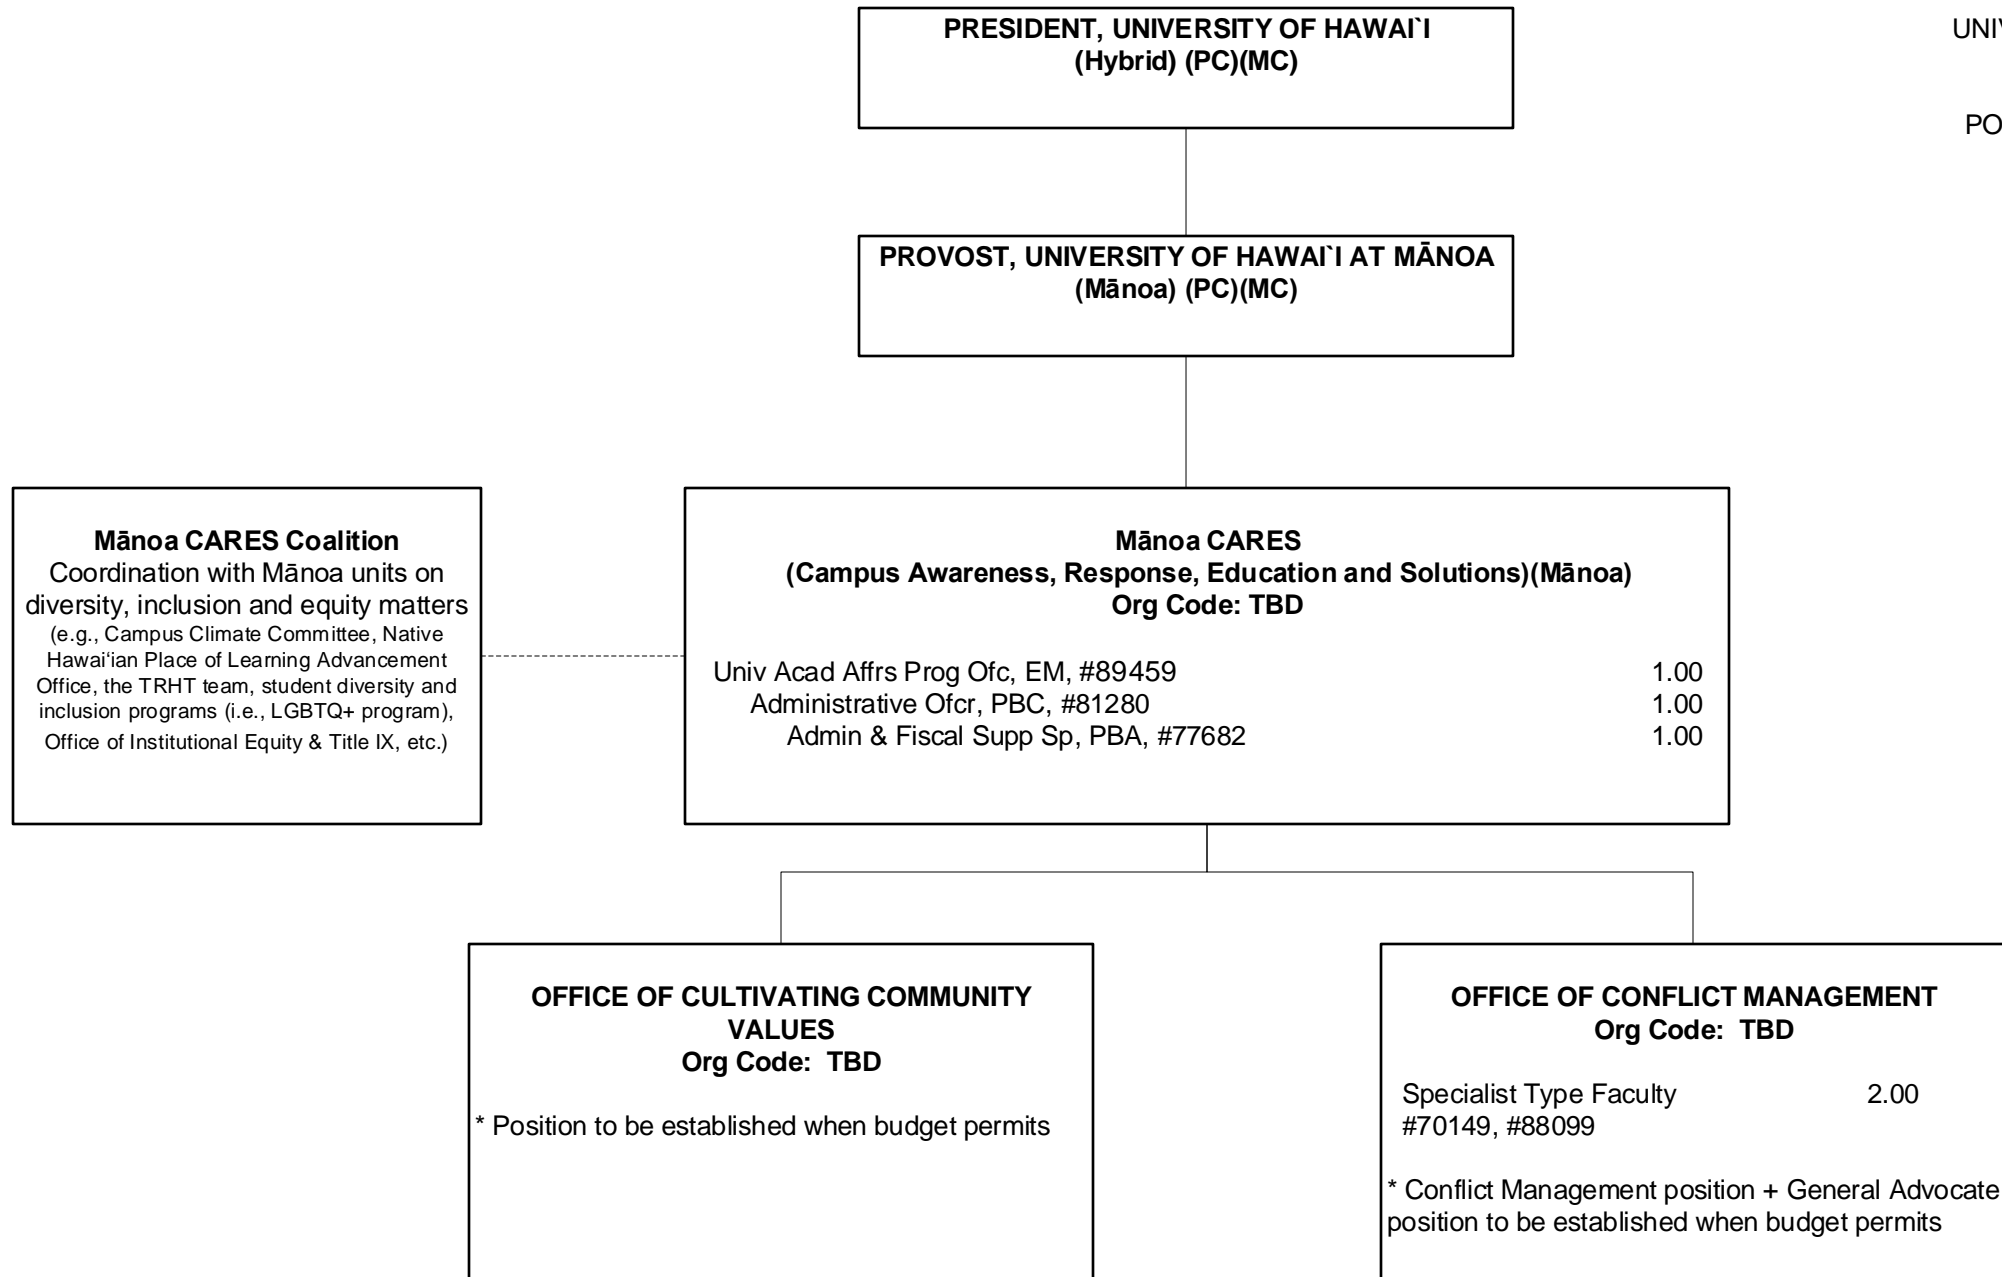 PRESIDENT, UNIVERSITY OF HAWAI`I
(Hybrid) (PC)(MC)
PROVOST, UNIVERSITY OF HAWAI`I AT MĀNOA
(Mānoa) (PC)(MC)
Mānoa CARES Coalition
Coordination with Mānoa units on
diversity, inclusion and equity matters
(e.g., Campus Climate Committee, Native
Hawai‘ian Place of Learning Advancement
Office, the TRHT team, student diversity and
inclusion programs (i.e., LGBTQ+ program),
Office of Institutional Equity & Title IX, etc.)
Mānoa CARES
(Campus Awareness, Response, Education and Solutions)(Mānoa)
Org Code: TBD
Univ Acad Affrs Prog Ofc, EM, #89459 1.00
Administrative Ofcr, PBC, #81280 1.00
Admin & Fiscal Supp Sp, PBA, #77682 1.00
OFFICE OF CULTIVATING COMMUNITY
VALUES
Org Code: TBD
* Position to be established when budget permits
OFFICE OF CONFLICT MANAGEMENT
Org Code: TBD
Specialist Type Faculty 2.00
#70149, #88099
* Conflict Management position + General Advocate
position to be established when budget permits